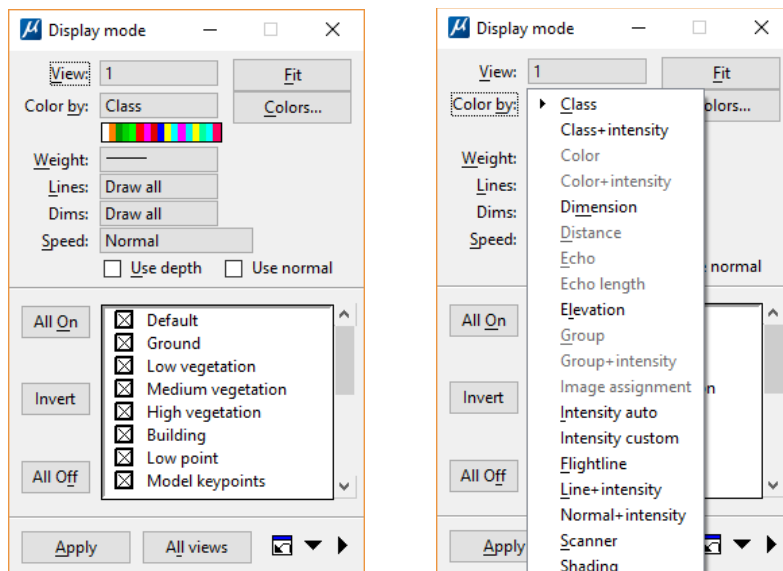 Display mode
View: 1 Fit
Color by: Class Colors...
Weight:
Lines: Draw all
Dims: Draw all
Speed: Normal
Use depth Use normal
All On
Invert
All Off
Default
Ground
Low vegetation
Medium vegetation
High vegetation
Building
Low point
Model keypoints
Apply All views
Display mode
View: 1 Fit
Color by: olors...
Weight:
Lines:
Dims:
Speed:
normal
Class
Class+intensity
Color
Color+intensity
Dimension
Distance
Echo
Echo length
Elevation
Group
Group+intensity
Image assignment
Intensity auto
Intensity custom
Flightline
Line+intensity
Normal+intensity
Scanner
Shading
All On
Invert n
All Off
Apply